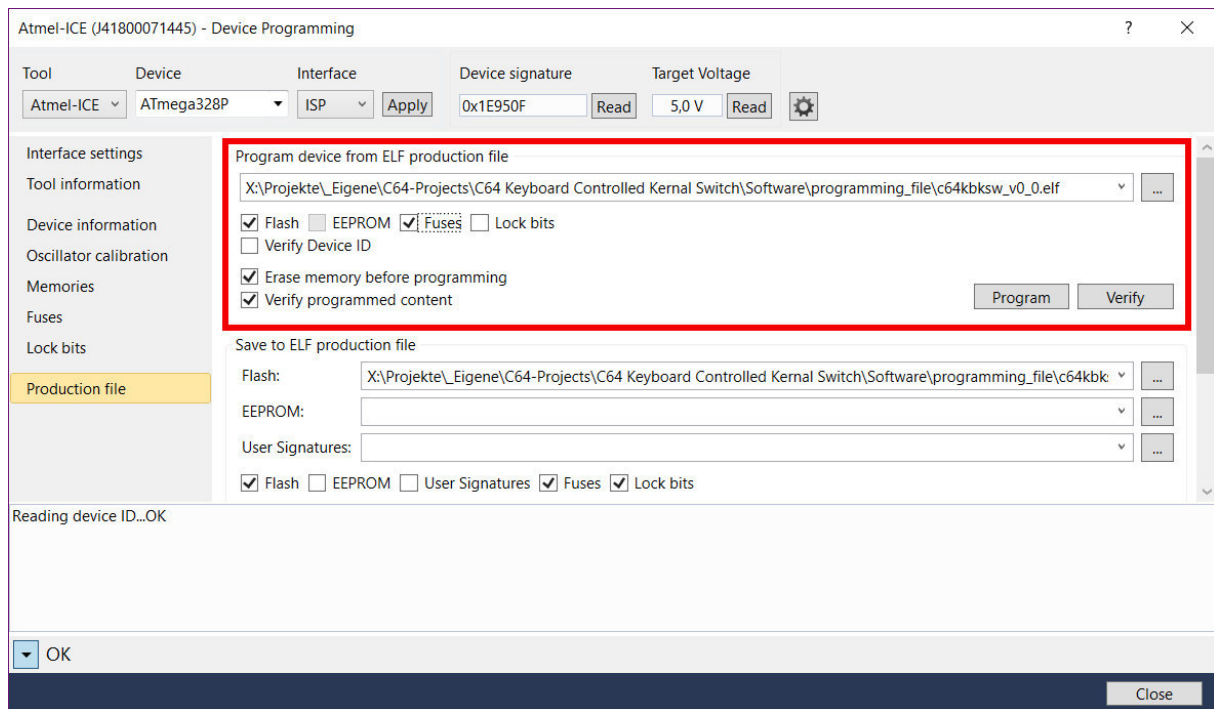 Atmel-ICE (J41800071445) - Device Programming ?
Tool Device Interface Device signature Target Voltage
Atmel-ICE ATmega328P ISP Apply 0x1E950F Read 5,0 V Read
Interface settings
Tool information
Device information
Oscillator calibration
Memories
Fuses
Lock bits
Production file
Program device from ELF production file
X:\Projekte\_Eigene\C64-Projects\C64 Keyboard Controlled Kernal Switch\Software\programming_file\c64kbksw_v0_0.elf ...
Flash EEPROM Fuses Lock bits
Verify Device ID
Erase memory before programming
Verify programmed content
Program Verify
Save to ELF production file
Flash: X:\Projekte\_Eigene\C64-Projects\C64 Keyboard Controlled Kernal Switch\Software\programming_file\c64kbk ...
EEPROM: ...
User Signatures: ...
Flash EEPROM User Signatures Fuses Lock bits
Reading device ID...OK
OK
Close